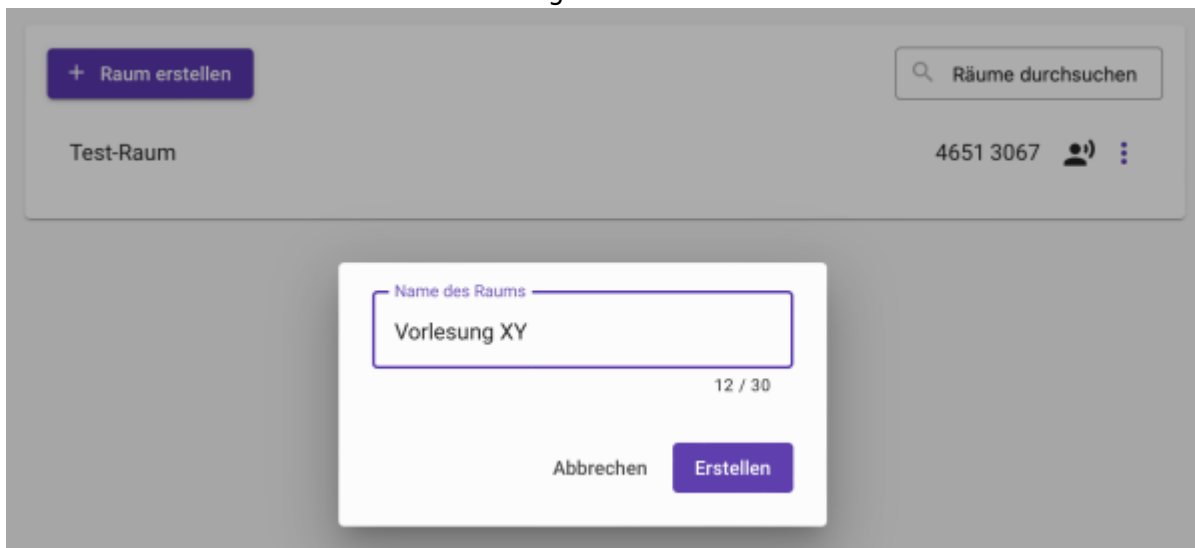 + Raum erstellen
Räume durchsuchen
Test-Raum
4651 3067
Name des Raums
Vorlesung XY
12 / 30
Abbrechen
Erstellen